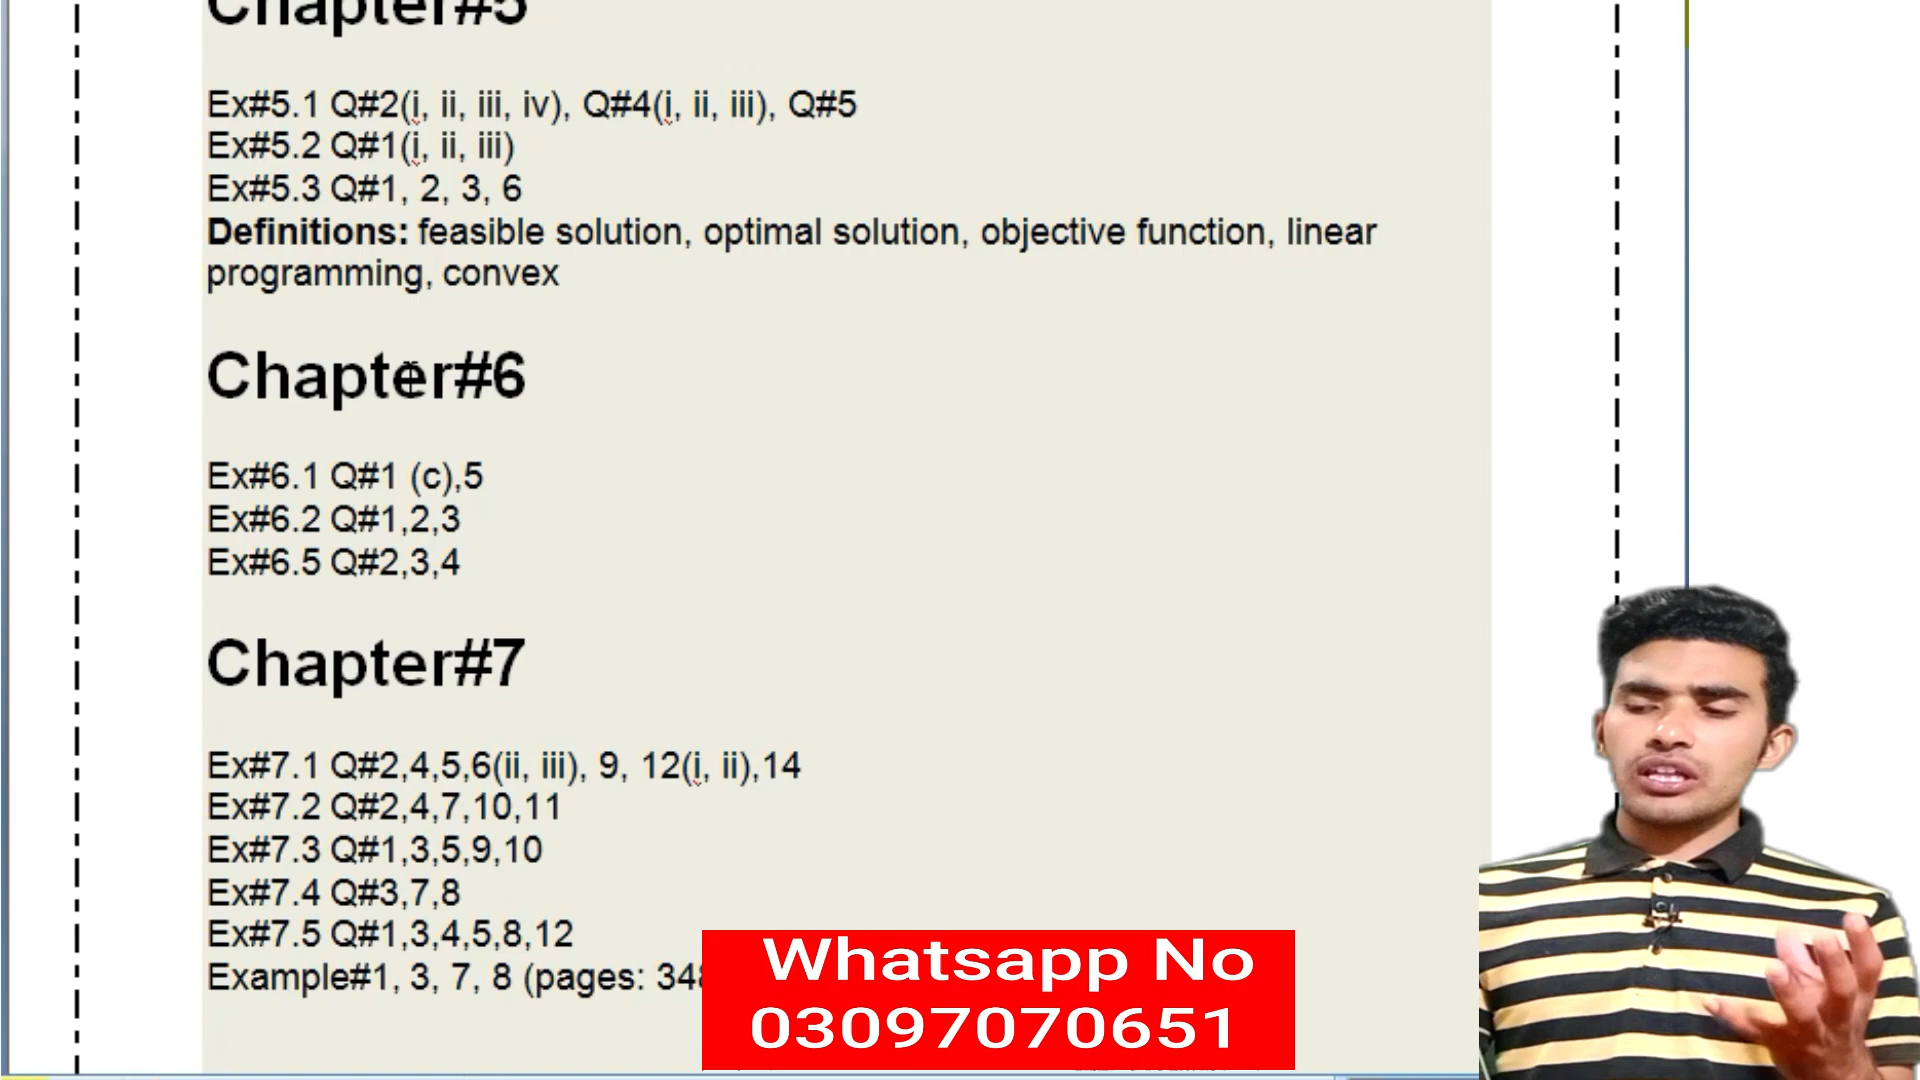 Chapter#5
Ex#5.1 Q#2(i, ii, iii, iv), Q#4(i, ii, iii), Q#5
Ex#5.2 Q#1(i, ii, iii)
Ex#5.3 Q#1, 2, 3, 6
Definitions: feasible solution, optimal solution, objective function, linear
programming, convex
Chapter#6
Ex#6.1 Q#1 (c),5
Ex#6.2 Q#1,2,3
Ex#6.5 Q#2,3,4
Chapter#7
Ex#7.1 Q#2,4,5,6(ii, iii), 9, 12(i, ii),14
Ex#7.2 Q#2,4,7,10,11
Ex#7.3 Q#1,3,5,9,10
Ex#7.4 Q#3,7,8
Ex#7.5 Q#1,3,4,5,8,12
Example#1, 3, 7, 8 (pages:
Whatsapp No
03097070651